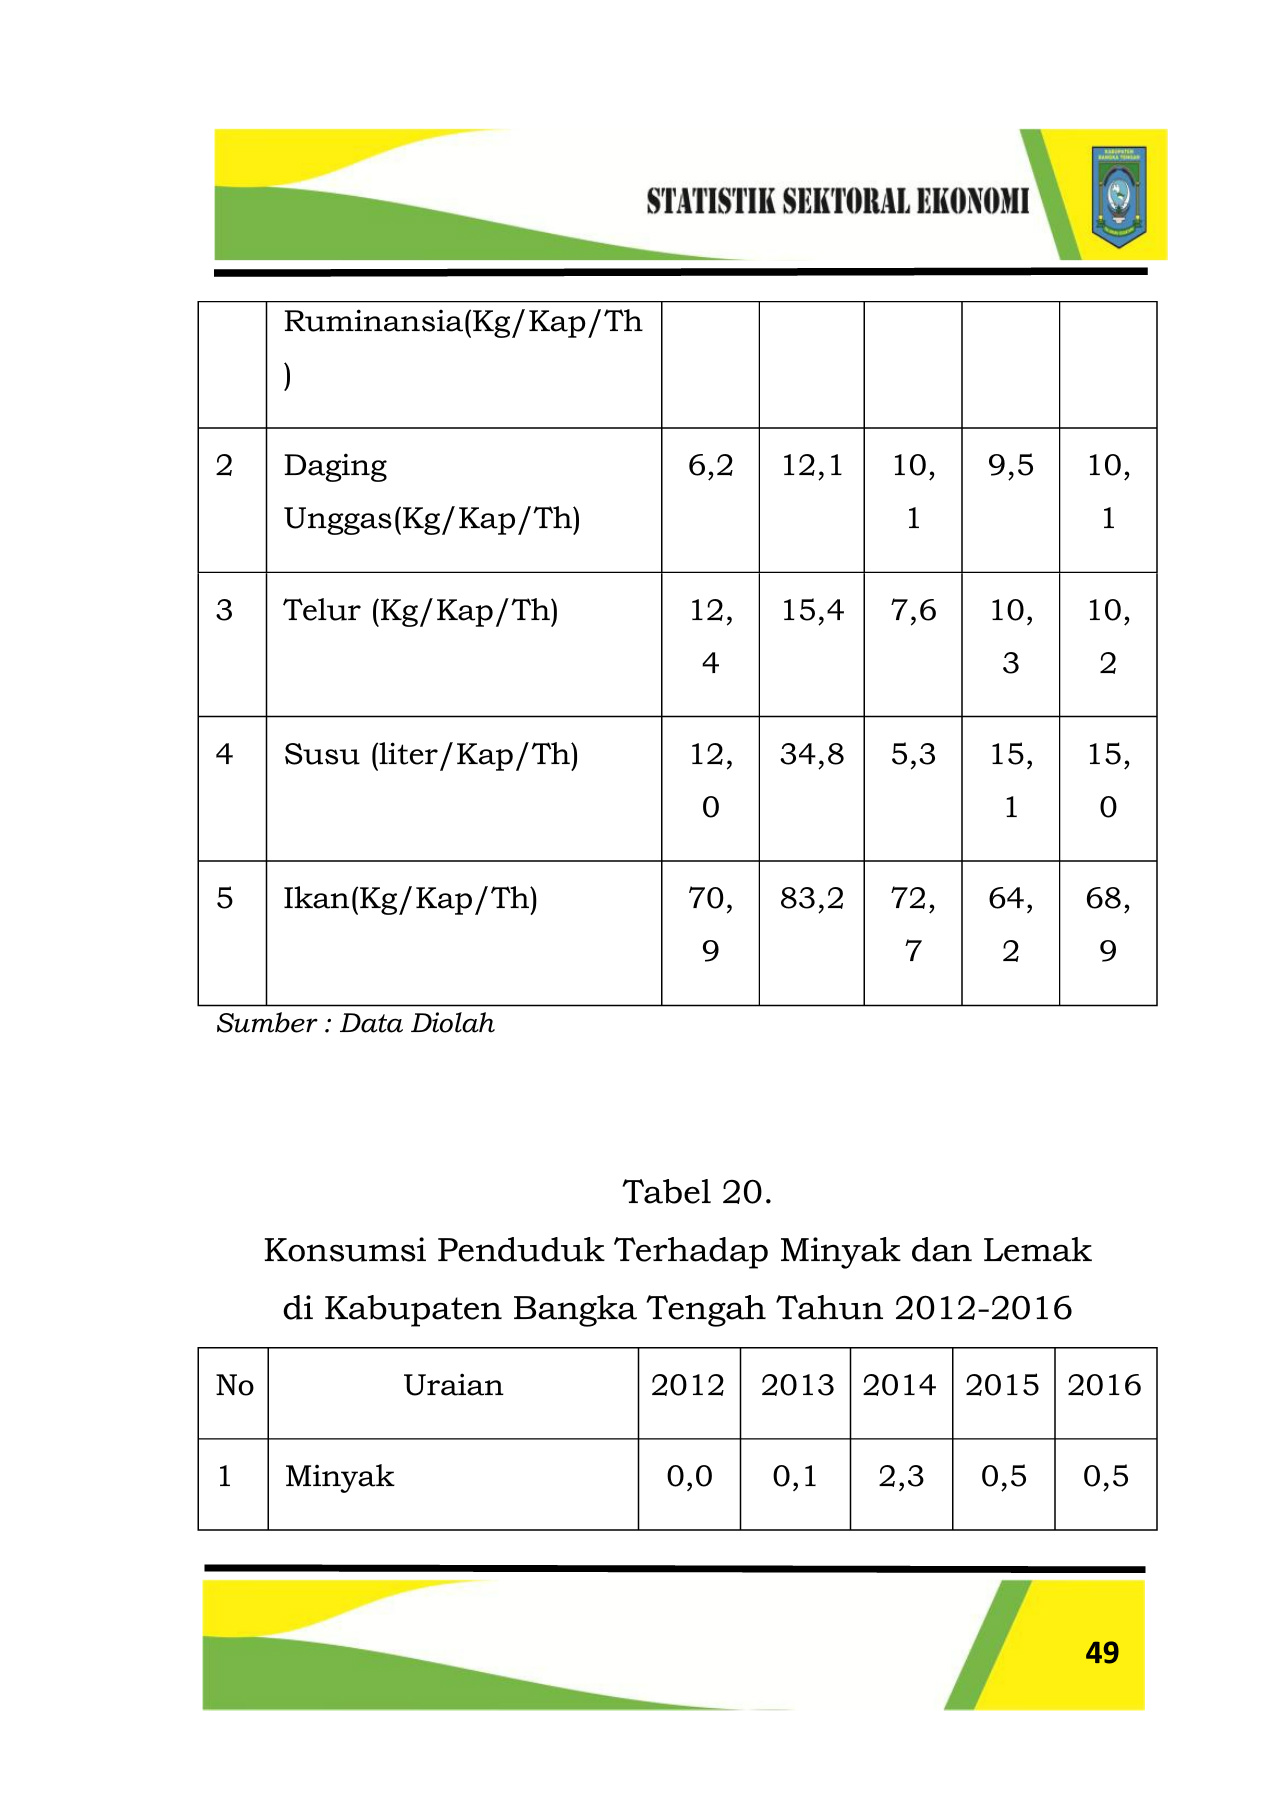 KABUPATEN
BANGKA TENGAH
STATISTIK SEKTORAL EKONOMI
Ruminansia(Kg/Kap/Th
)
2 Daging 6,2 12,1 10, 9,5 10,
Unggas(Kg/Kap/Th) 1 1
3 Telur (Kg/Kap/Th) 12, 15,4 7,6 10, 10,
4 3 2
4 Susu (liter/Kap/Th) 12, 34,8 5,3 15, 15,
0 1 0
5 Ikan(Kg/Kap/Th) 70, 83,2 72, 64, 68,
9 7 2 9
Sumber : Data Diolah
Tabel 20.
Konsumsi Penduduk Terhadap Minyak dan Lemak
di Kabupaten Bangka Tengah Tahun 2012-2016
No Uraian 2012 2013 2014 2015 2016
1 Minyak 0,0 0,1 2,3 0,5 0,5
49